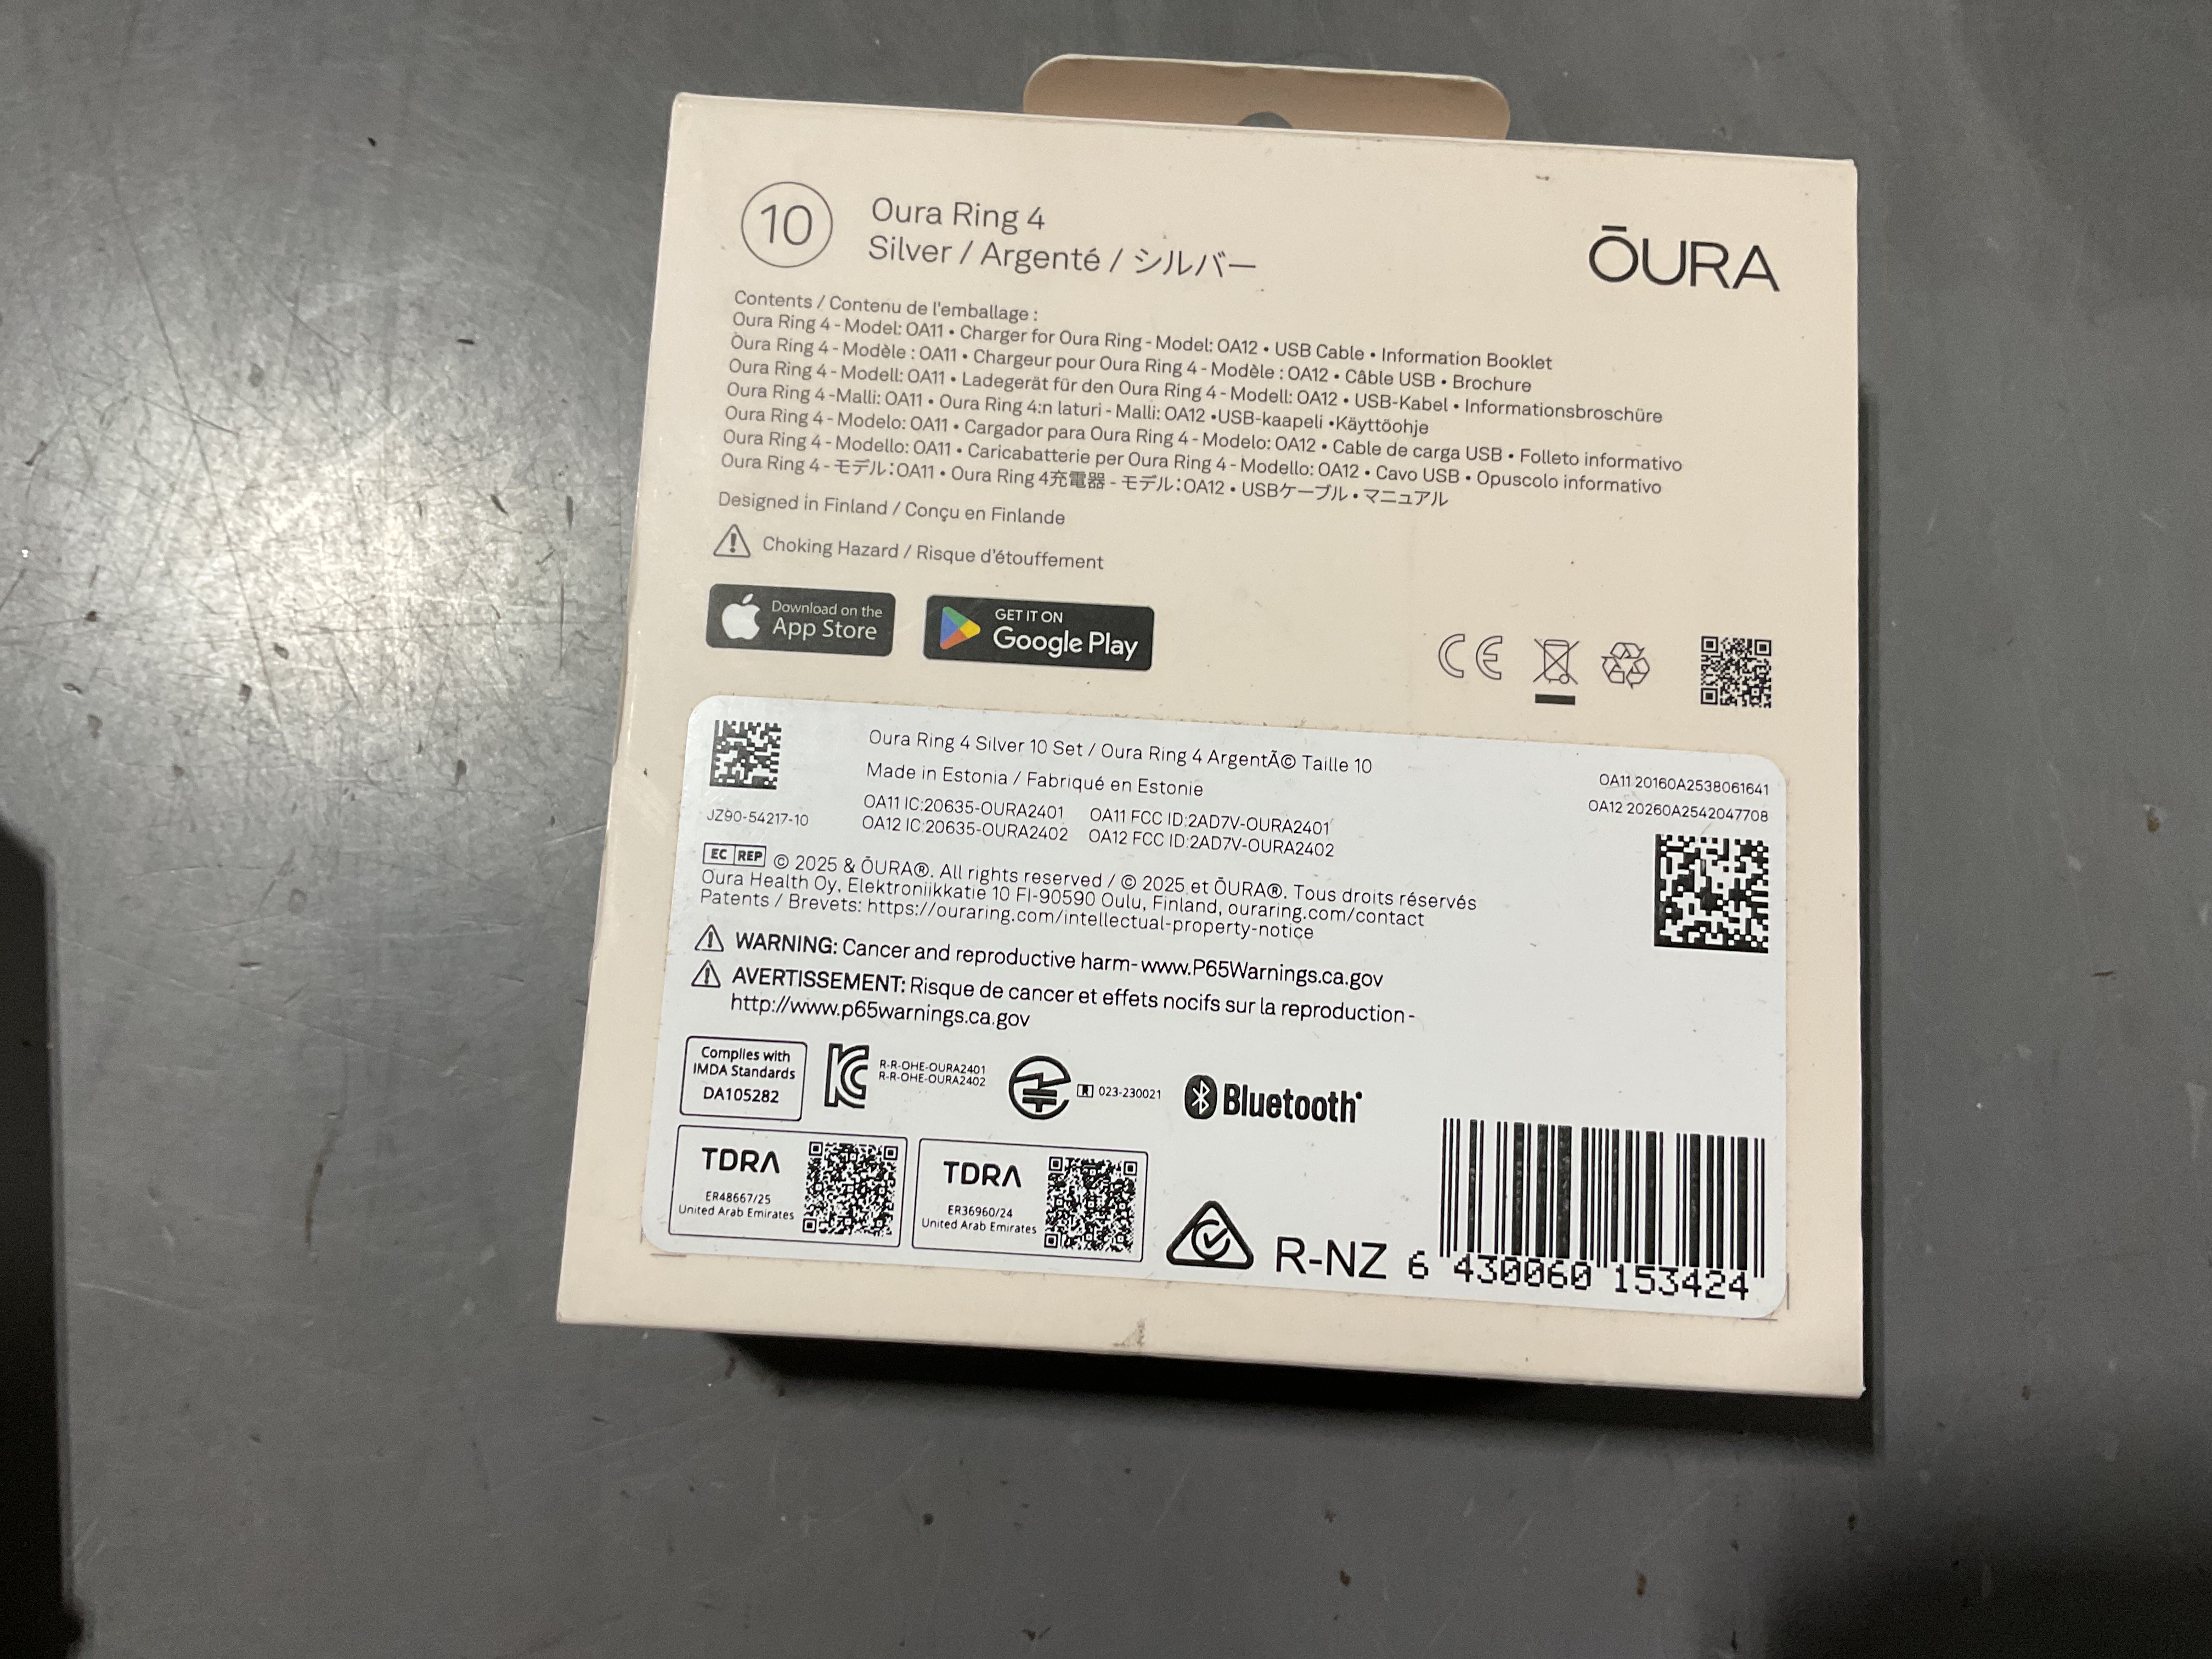 10
Oura Ring 4
Silver / Argenté / シルバー
ŌURA
Contents / Contenu de l'emballage :
Oura Ring 4 - Model: OA11 • Charger for Oura Ring - Model: OA12 • USB Cable • Information Booklet
Oura Ring 4 - Modèle : OA11 • Chargeur pour Oura Ring 4 - Modèle : OA12 • Câble USB • Brochure
Oura Ring 4 - Modell: OA11 • Ladegerät für den Oura Ring 4 - Modell: OA12 • USB-Kabel • Informationsbroschüre
Oura Ring 4 -Malli: OA11 • Oura Ring 4:n laturi - Malli: OA12 •USB-kaapeli •Käyttöohje
Oura Ring 4 - Modelo: OA11 • Cargador para Oura Ring 4 - Modelo: OA12 • Cable de carga USB • Folleto informativo
Oura Ring 4 - Modello: OA11 • Caricabatterie per Oura Ring 4 - Modello: OA12 • Cavo USB • Opuscolo informativo
Oura Ring 4 - モデル：OA11 • Oura Ring 4充電器 - モデル：OA12 • USBケーブル • マニュアル
Designed in Finland / Conçu en Finlande
Choking Hazard / Risque d'étouffement
Download on the
App Store
GET IT ON
Google Play
CE
Oura Ring 4 Silver 10 Set / Oura Ring 4 ArgentÃ© Taille 10
Made in Estonia / Fabriqué en Estonie
OA11 IC:20635-OURA2401 OA11 FCC ID:2AD7V-OURA2401
OA12 IC:20635-OURA2402 OA12 FCC ID:2AD7V-OURA2402
OA11 20160A2538061641
OA12 20260A2542047708
JZ90-54217-10
EC REP © 2025 & ŌURA®. All rights reserved / © 2025 et ŌURA®. Tous droits réservés
Oura Health Oy, Elektroniikkatie 10 FI-90590 Oulu, Finland, ouraring.com/contact
Patents / Brevets: https://ouraring.com/intellectual-property-notice
WARNING: Cancer and reproductive harm- www.P65Warnings.ca.gov
AVERTISSEMENT: Risque de cancer et effets nocifs sur la reproduction -
http://www.p65warnings.ca.gov
Complies with
IMDA Standards
DA105282
R-R-OHE-OURA2401
R-R-OHE-OURA2402
R 023-230021
Bluetooth
TDRA
ER48667/25
United Arab Emirates
TDRA
ER36960/24
United Arab Emirates
R-NZ
6 430060 153424